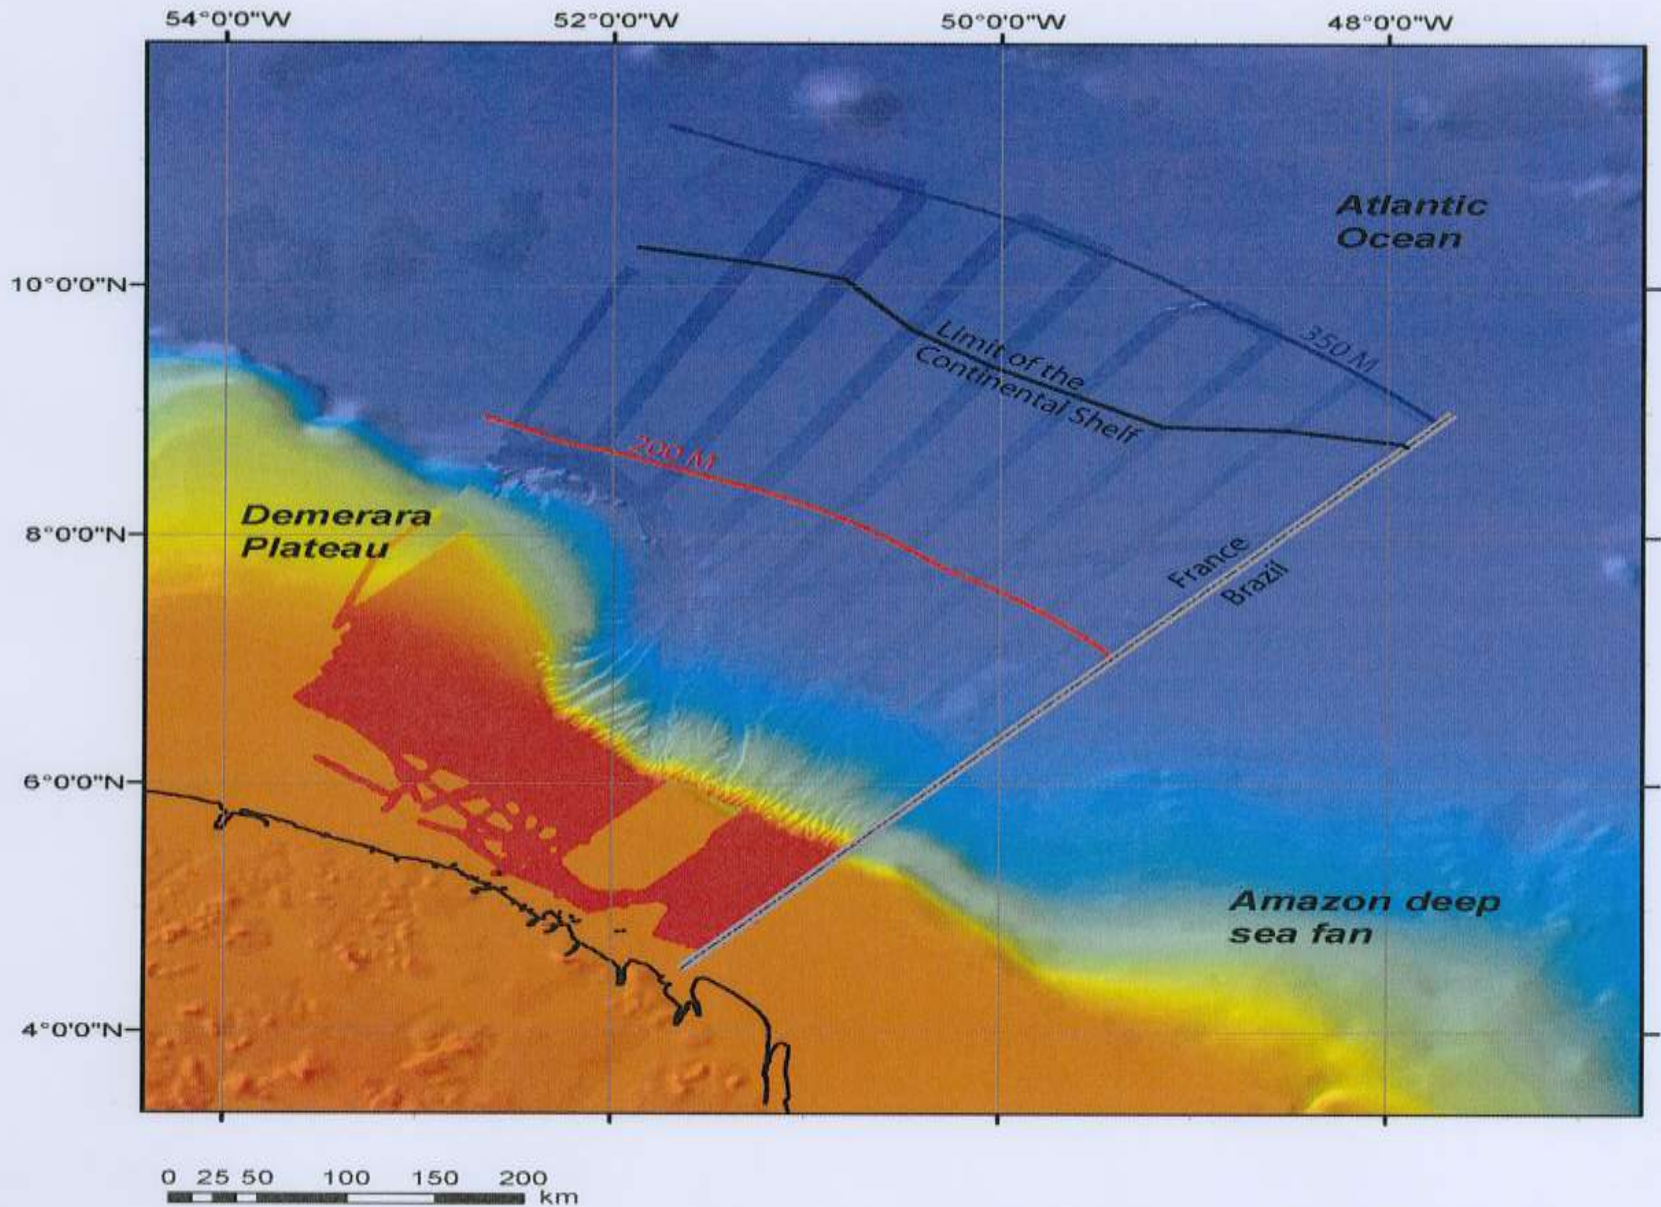 54°0'0"W 52°0'0"W 50°0'0"W 48°0'0"W
Atlantic
Ocean
10°0'0"N
350 M
Limit of the
Continental Shelf
200 M
Demerara
Plateau
8°0'0"N
France
Brazil
6°0'0"N
Amazon deep
sea fan
4°0'0"N
0 25 50 100 150 200
km